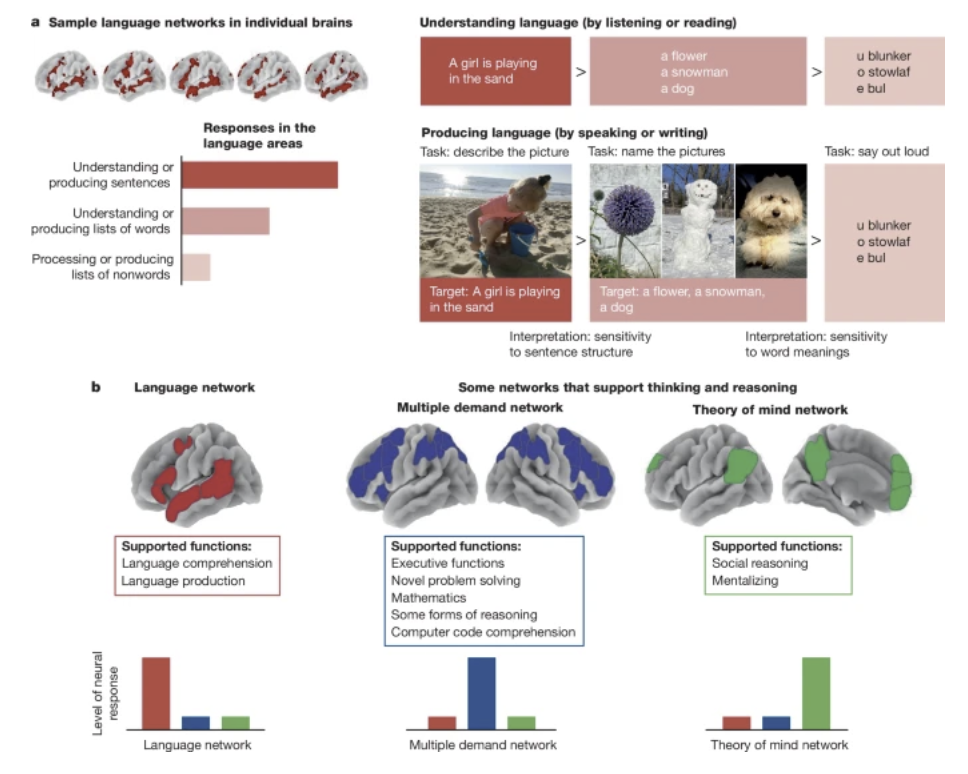 a Sample language networks in individual brains
Responses in the
language areas
Understanding or
producing sentences
Understanding or
producing lists of words
Processing or producing
lists of nonwords
Understanding language (by listening or reading)
A girl is playing
in the sand
>
a flower
a snowman
a dog
>
u blunker
o stowlaf
e bul
Producing language (by speaking or writing)
Task: describe the picture
Task: name the pictures
Task: say out loud
>
>
u blunker
o stowlaf
e bul
Target: A girl is playing
in the sand
Target: a flower, a snowman,
a dog
Interpretation: sensitivity
to sentence structure
Interpretation: sensitivity
to word meanings
b Language network
Some networks that support thinking and reasoning
Multiple demand network
Theory of mind network
Supported functions:
Language comprehension
Language production
Supported functions:
Executive functions
Novel problem solving
Mathematics
Some forms of reasoning
Computer code comprehension
Supported functions:
Social reasoning
Mentalizing
Level of neural
response
Language network
Multiple demand network
Theory of mind network